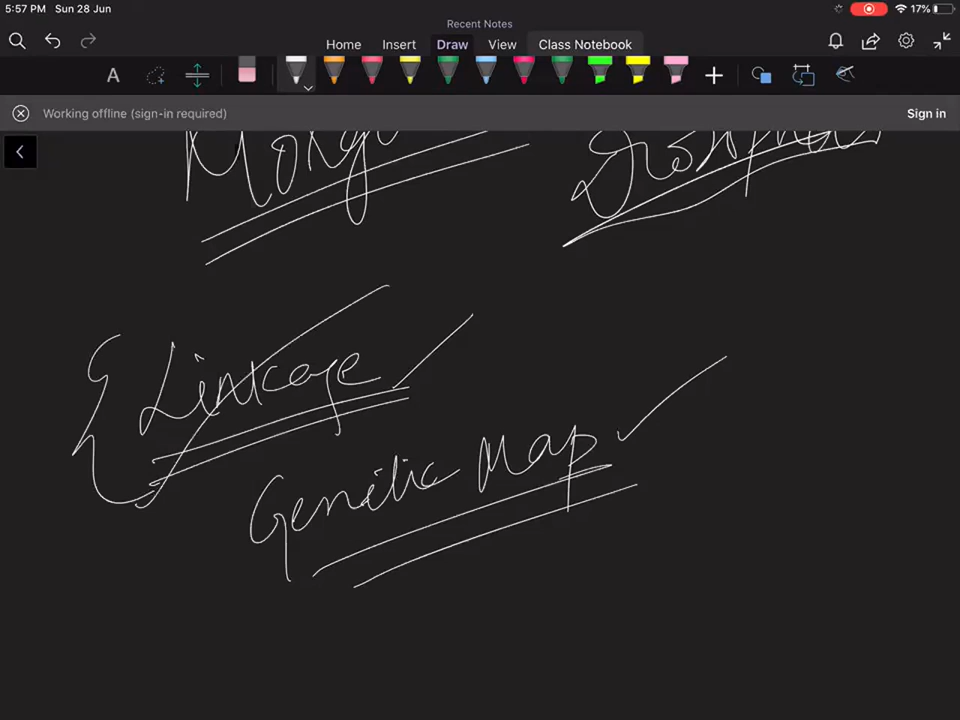 5:57 PM Sun 28 Jun 17%
Recent Notes
Home Insert Draw View Class Notebook
A
Working offline (sign-in required) Sign in
Linkage
Genetic Map